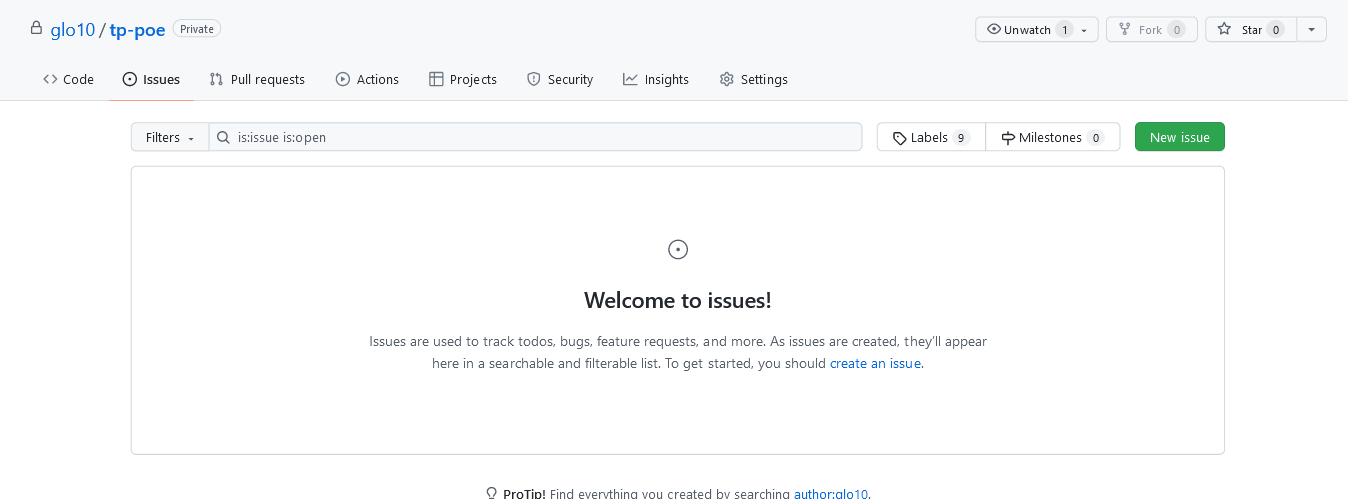 glo10 / tp-poe Private Unwatch 1 Fork 0 Star 0
Code Issues Pull requests Actions Projects Security Insights Settings
Filters is:issue is:open Labels 9 Milestones 0 New issue
Welcome to issues!
Issues are used to track todos, bugs, feature requests, and more. As issues are created, they'll appear
here in a searchable and filterable list. To get started, you should create an issue.
ProTip! Find everything you created by searching author:glo10.